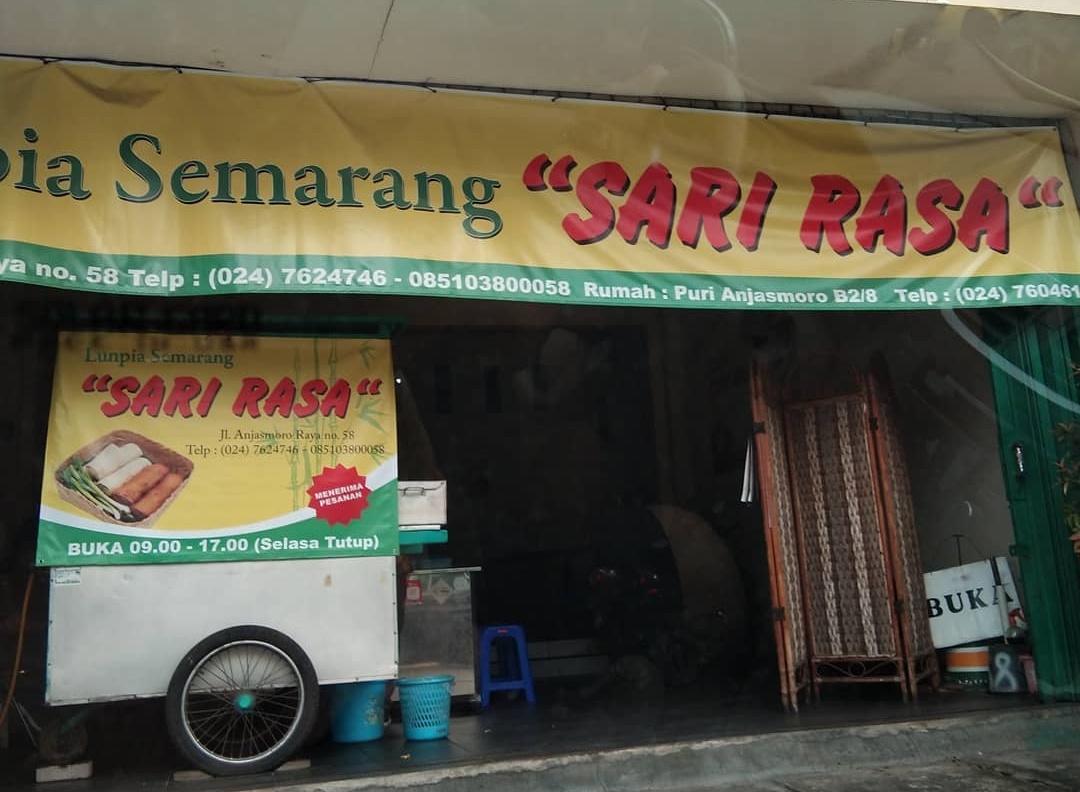 pia Semarang "SARI RASA"
ya no. 58 Telp : (024) 7624746 - 085103800058 Rumah : Puri Anjasmoro B2/8 Telp : (024) 760461
Lunpia Semarang
"SARI RASA"
Jl. Anjasmoro Raya no. 58
Telp : (024) 7624746 - 085103800058
MENERIMA
PESANAN
BUKA 09.00 - 17.00 (Selasa Tutup)
BUKA